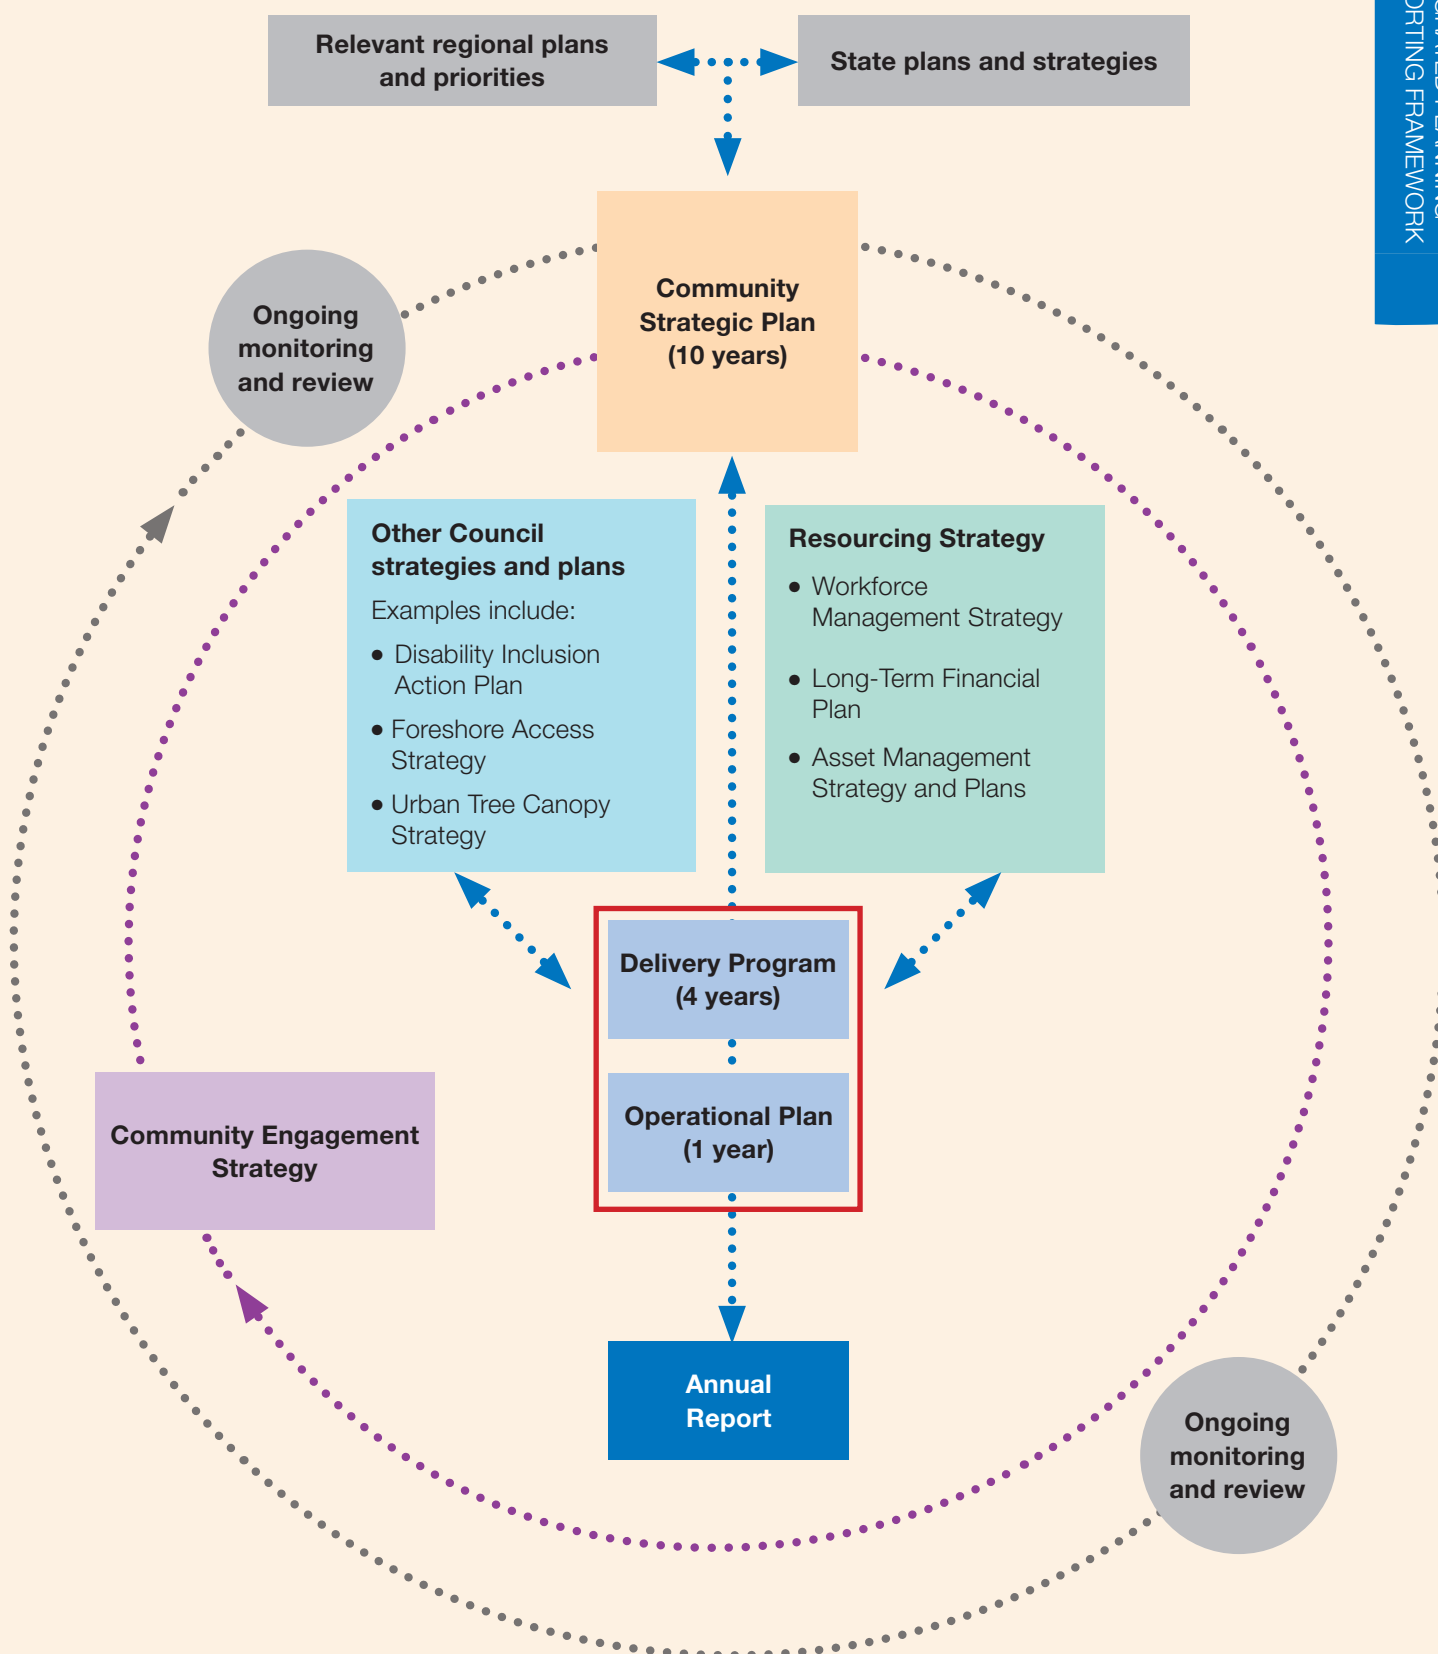 Relevant regional plans
and priorities
State plans and strategies
ORTING FRAMEWORK
Community
Strategic Plan
(10 years)
Ongoing
monitoring
and review
Other Council
strategies and plans
Examples include:
● Disability Inclusion
Action Plan
● Foreshore Access
Strategy
● Urban Tree Canopy
Strategy
Resourcing Strategy
● Workforce
Management Strategy
● Long-Term Financial
Plan
● Asset Management
Strategy and Plans
Delivery Program
(4 years)
Operational Plan
(1 year)
Community Engagement
Strategy
Annual
Report
Ongoing
monitoring
and review